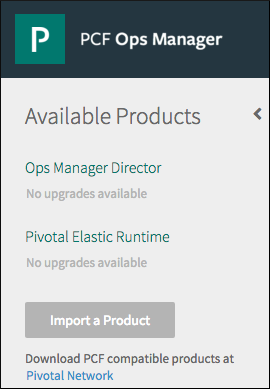 P PCF Ops Manager
Available Products
Ops Manager Director
No upgrades available
Pivotal Elastic Runtime
No upgrades available
Import a Product
Download PCF compatible products at
Pivotal Network